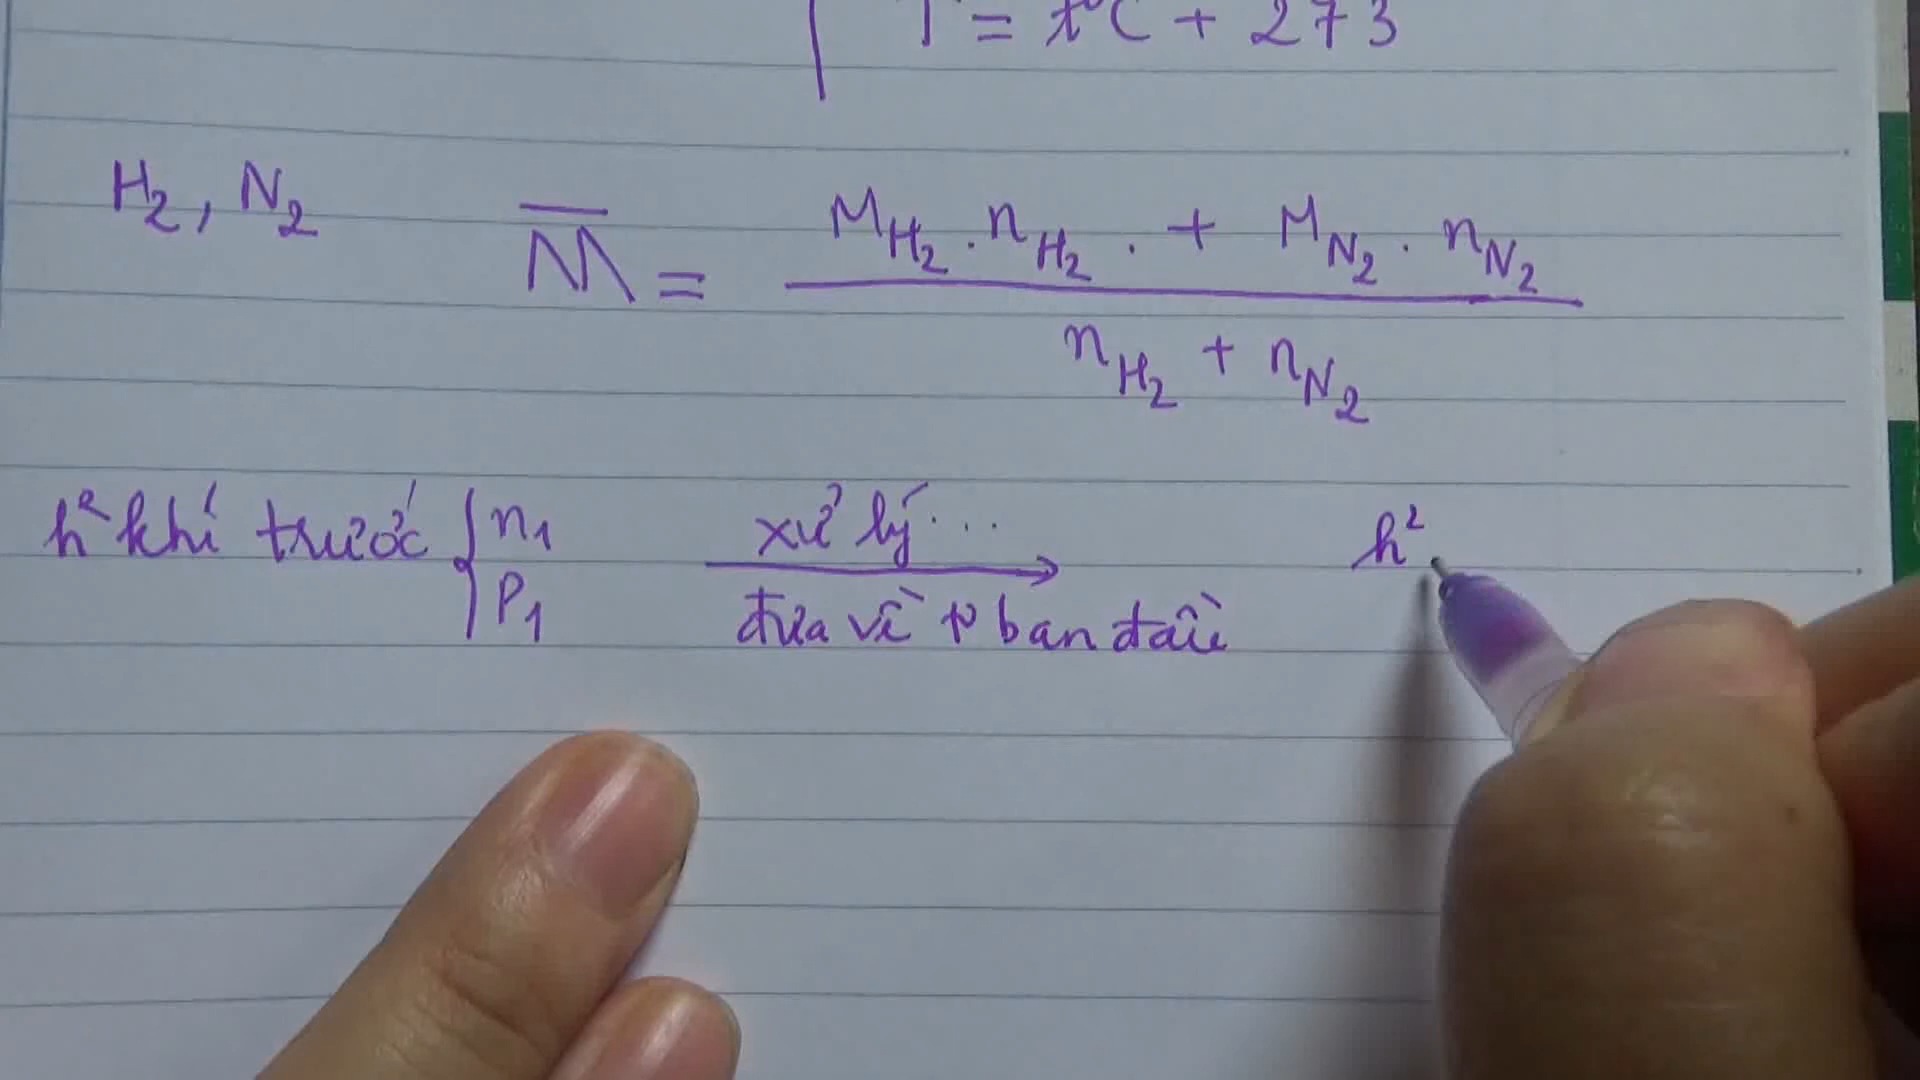 T = t°C + 273
H₂, N₂
M̅ = (M_H₂ . n_H₂ . + M_N₂ . n_N₂) / (n_H₂ + n_N₂)
h² khí trước { n₁ xử lý... h²
P₁ đưa về t° ban đầu